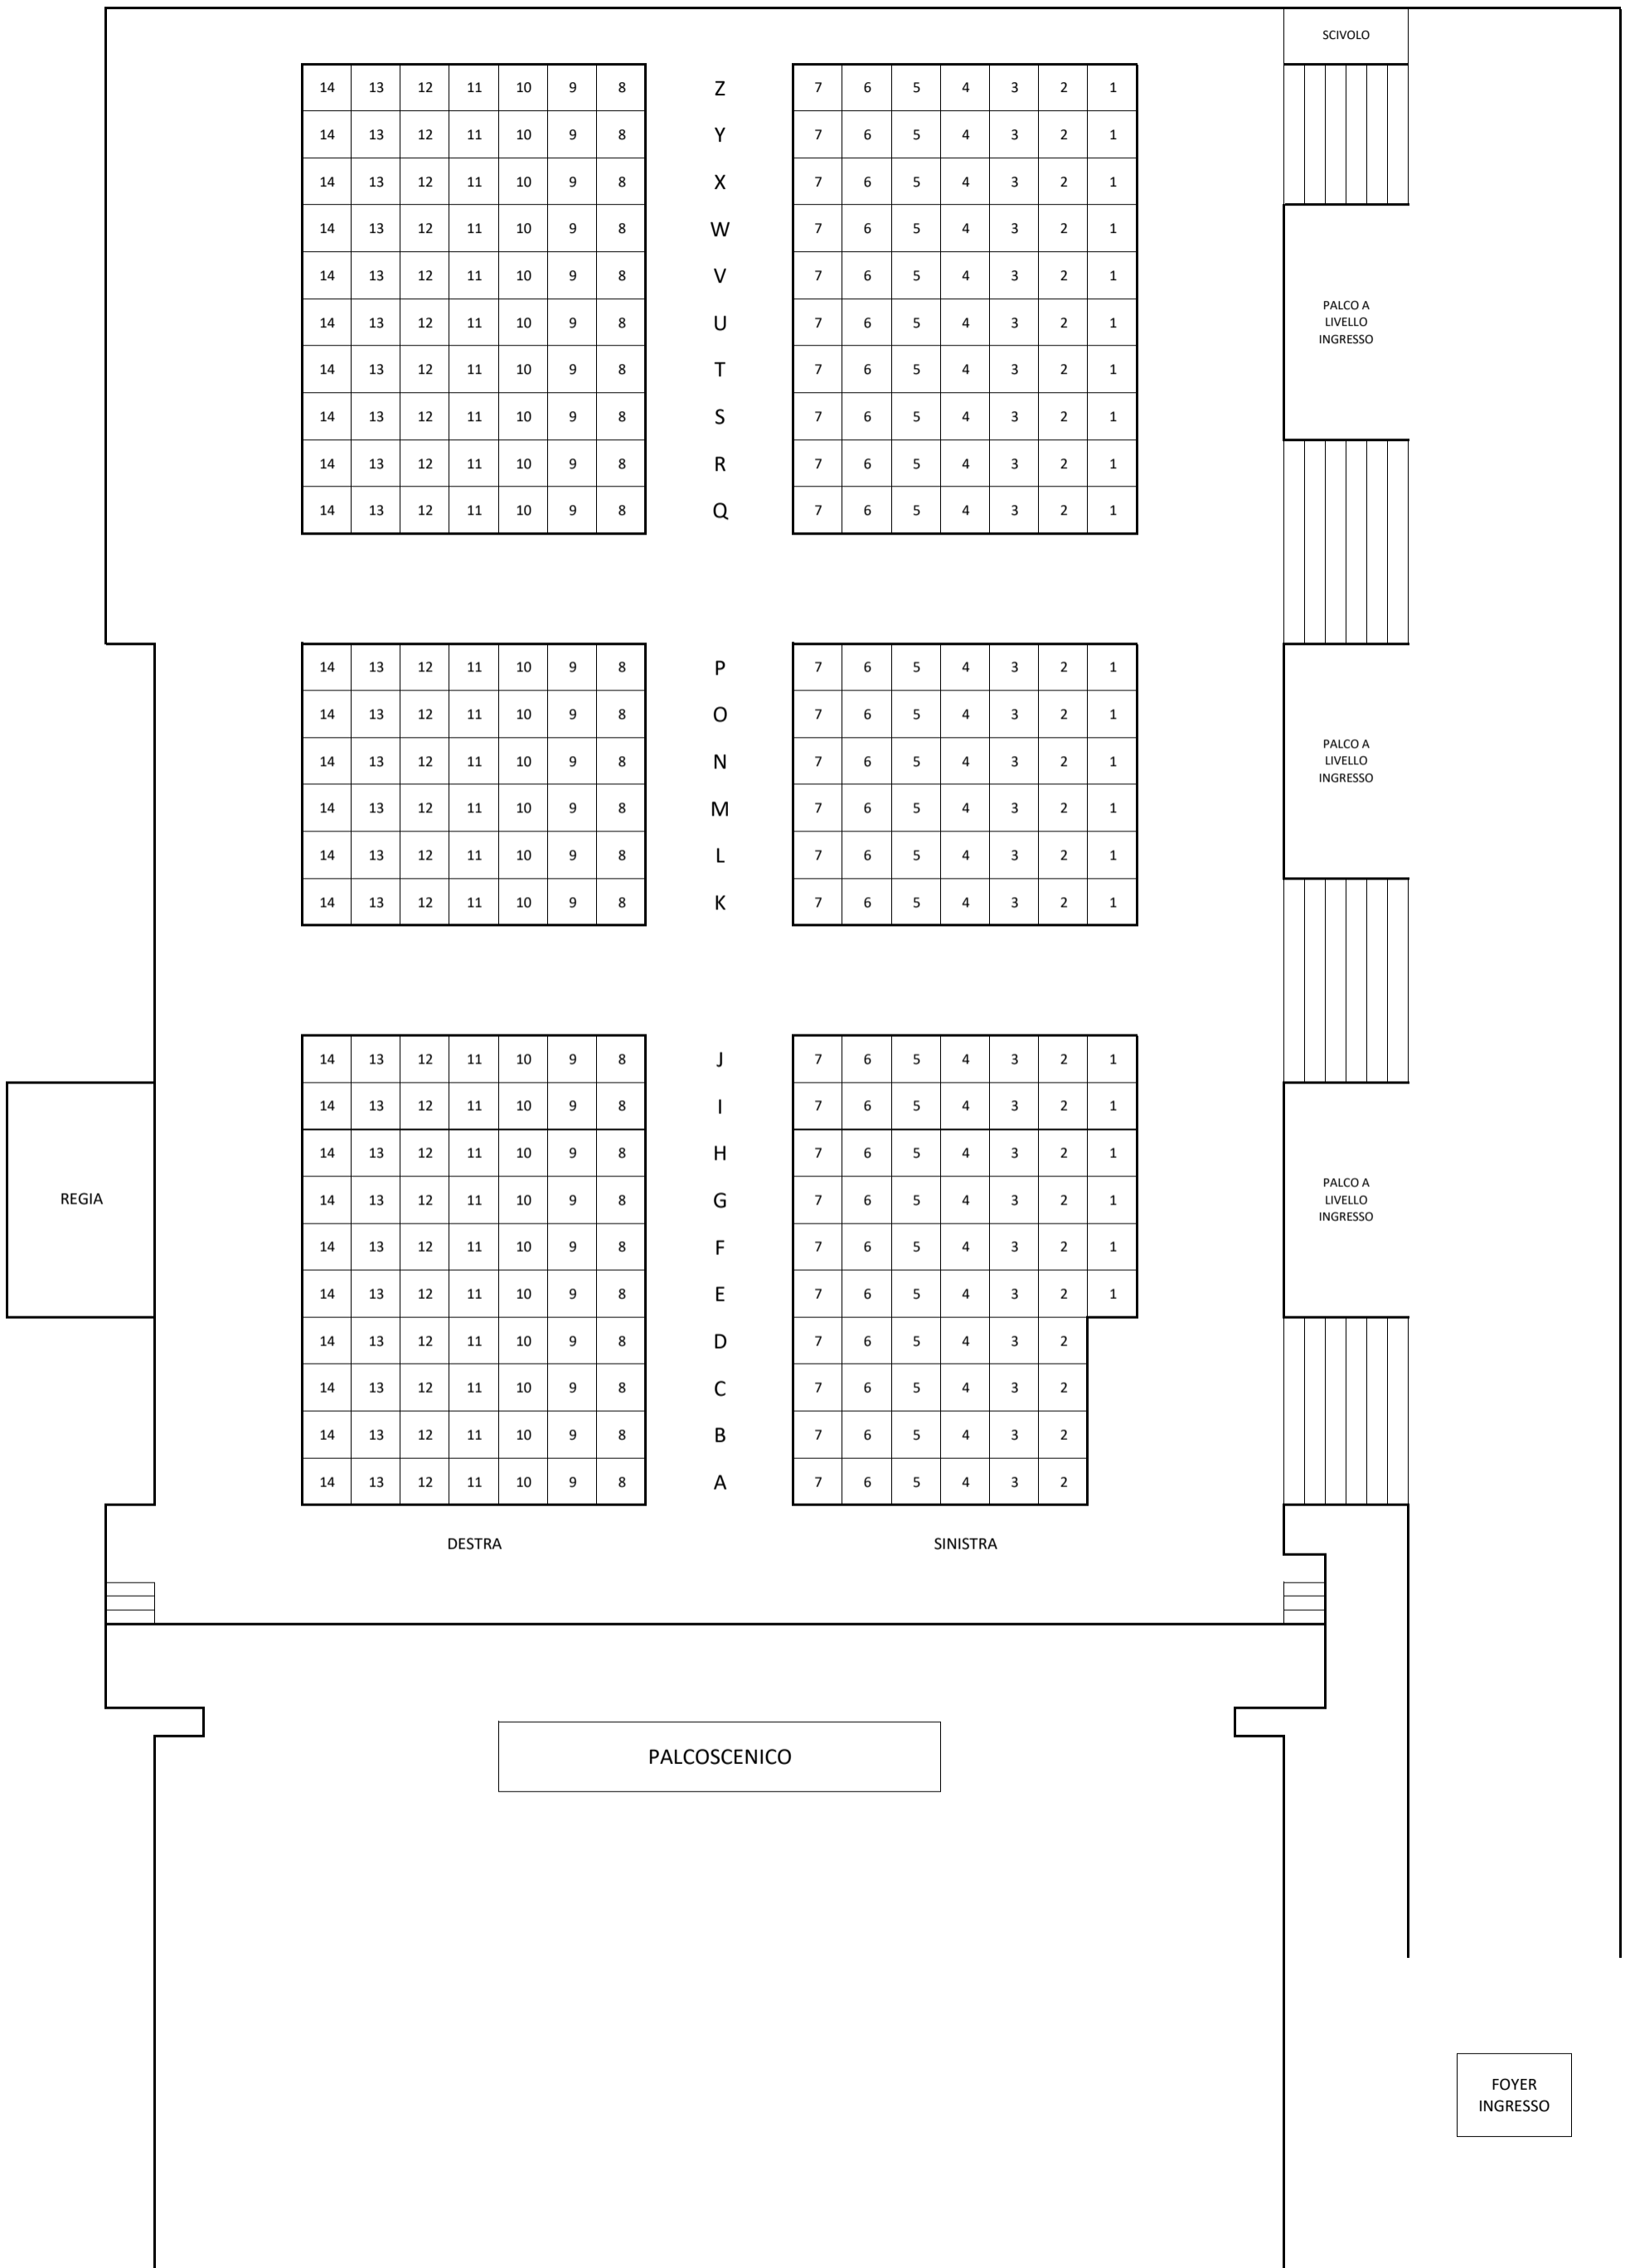 SCIVOLO
14 13 12 11 10 9 8 Z 7 6 5 4 3 2 1
14 13 12 11 10 9 8 Y 7 6 5 4 3 2 1
14 13 12 11 10 9 8 X 7 6 5 4 3 2 1
14 13 12 11 10 9 8 W 7 6 5 4 3 2 1
14 13 12 11 10 9 8 V 7 6 5 4 3 2 1
PALCO A
LIVELLO
INGRESSO
14 13 12 11 10 9 8 U 7 6 5 4 3 2 1
14 13 12 11 10 9 8 T 7 6 5 4 3 2 1
14 13 12 11 10 9 8 S 7 6 5 4 3 2 1
14 13 12 11 10 9 8 R 7 6 5 4 3 2 1
14 13 12 11 10 9 8 Q 7 6 5 4 3 2 1
14 13 12 11 10 9 8 P 7 6 5 4 3 2 1
14 13 12 11 10 9 8 O 7 6 5 4 3 2 1
PALCO A
LIVELLO
INGRESSO
14 13 12 11 10 9 8 N 7 6 5 4 3 2 1
14 13 12 11 10 9 8 M 7 6 5 4 3 2 1
14 13 12 11 10 9 8 L 7 6 5 4 3 2 1
14 13 12 11 10 9 8 K 7 6 5 4 3 2 1
14 13 12 11 10 9 8 J 7 6 5 4 3 2 1
14 13 12 11 10 9 8 I 7 6 5 4 3 2 1
14 13 12 11 10 9 8 H 7 6 5 4 3 2 1
REGIA
PALCO A
LIVELLO
INGRESSO
14 13 12 11 10 9 8 G 7 6 5 4 3 2 1
14 13 12 11 10 9 8 F 7 6 5 4 3 2 1
14 13 12 11 10 9 8 E 7 6 5 4 3 2 1
14 13 12 11 10 9 8 D 7 6 5 4 3 2
14 13 12 11 10 9 8 C 7 6 5 4 3 2
14 13 12 11 10 9 8 B 7 6 5 4 3 2
14 13 12 11 10 9 8 A 7 6 5 4 3 2
DESTRA SINISTRA
PALCOSCENICO
FOYER
INGRESSO